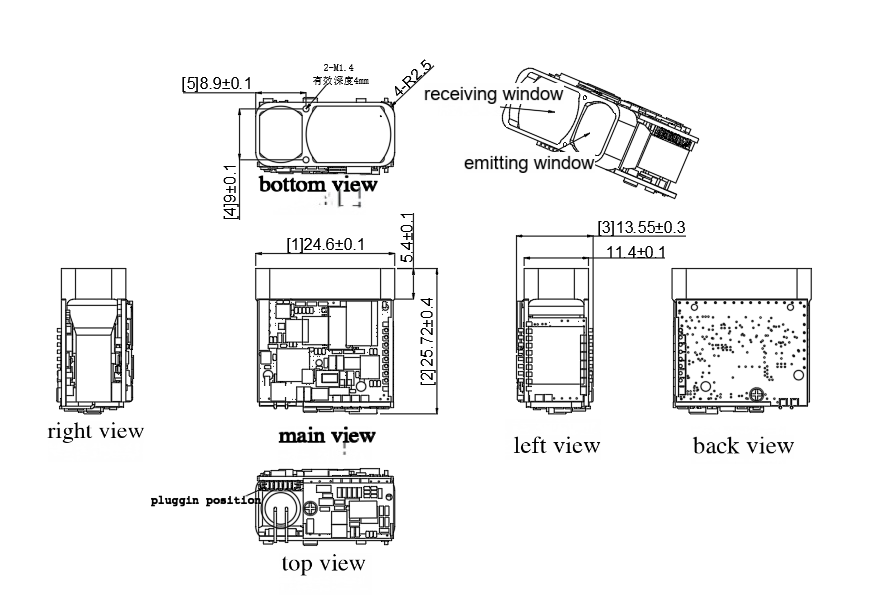 2-M1.4
有效深度4mm
[5]8.9±0.1
4-R2.5
[4]9±0.1
bottom view
receiving window
emitting window
[1]24.6±0.1
5.4±0.1
[2]25.72±0.4
[3]13.55±0.3
11.4±0.1
right view
main view
left view
back view
pluggin position
top view